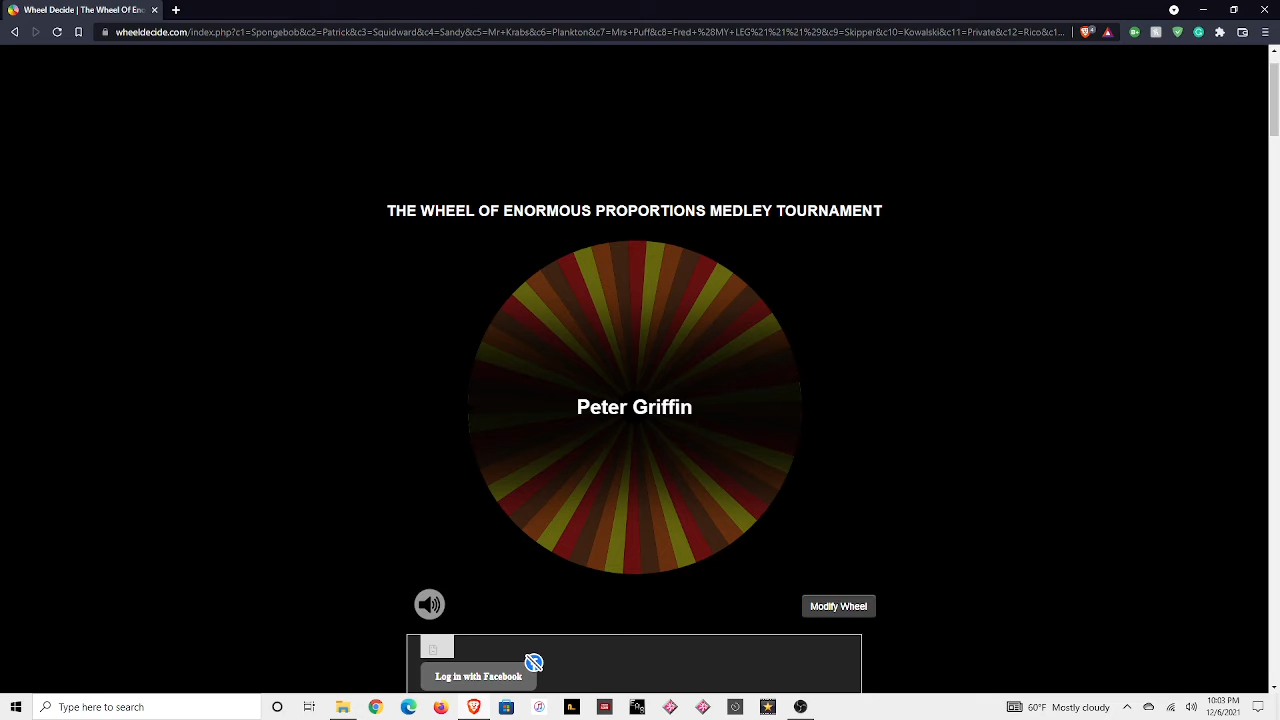 Wheel Decide | The Wheel Of En
wheeldecide.com/index.php?c1=Spongebob&c2=Patrick&c3=Squidward&c4=Sandy&c5=Mr+Krabs&c6=Plankton&c7=Mrs+Puff&c8=Fred+%28MY+LEG%21%21%21%29&c9=Skipper&c10=Kowalski&c11=Private&c12=Rico&c1...
THE WHEEL OF ENORMOUS PROPORTIONS MEDLEY TOURNAMENT
Peter Griffin
Modify Wheel
Log in with Facebook
Type here to search
60°F Mostly cloudy
10:03 PM
12/6/2021